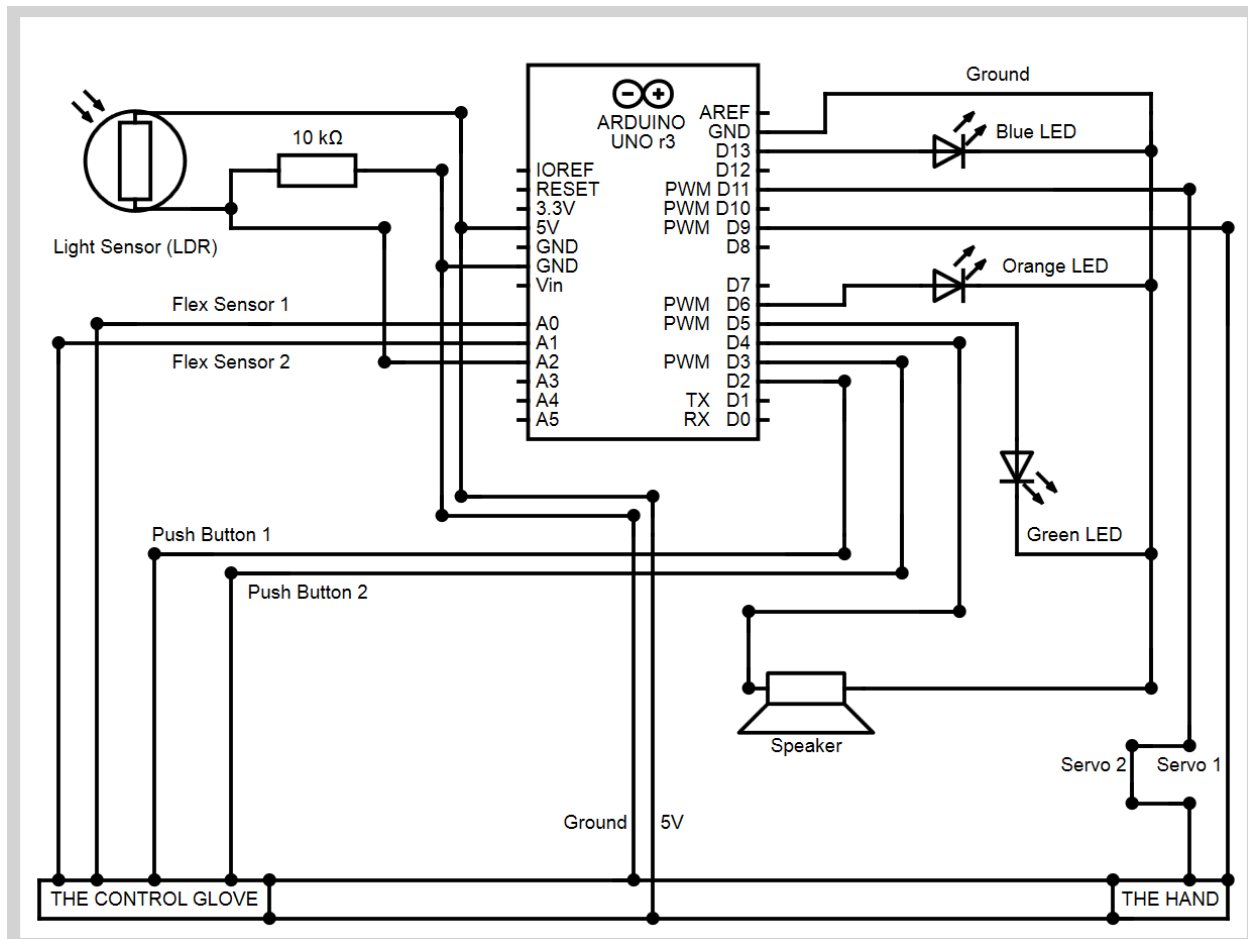 Ground
AREF
ARDUINO
UNO r3
GND
Blue LED
10 kΩ
D13
IOREF
D12
RESET
PWM D11
3.3V
PWM D10
5V
PWM D9
Light Sensor (LDR)
GND
D8
GND
Orange LED
Vin
D7
Flex Sensor 1
PWM D6
A0
PWM D5
A1
D4
Flex Sensor 2
A2
PWM D3
A3
D2
A4
TX D1
A5
RX D0
Push Button 1
Green LED
Push Button 2
Speaker
Servo 2
Servo 1
Ground
5V
THE CONTROL GLOVE
THE HAND